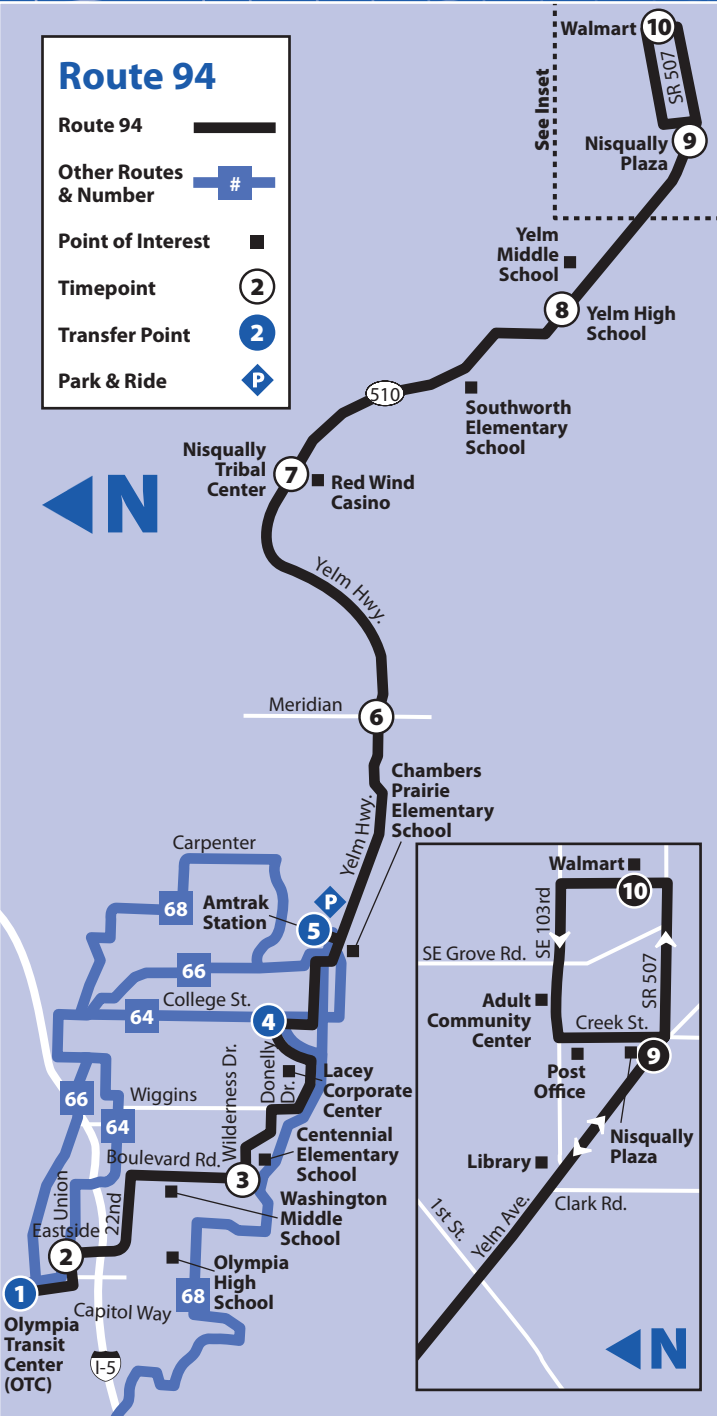 Route 94
Route 94
Other Routes
& Number
#
Point of Interest
Timepoint
2
Transfer Point
2
Park & Ride
P
Walmart
10
SR 507
See Inset
9
Nisqually
Plaza
Yelm
Middle
School
8
Yelm High
School
510
Southworth
Elementary
School
Nisqually
Tribal
Center
7
Red Wind
Casino
N
Yelm Hwy.
Meridian
6
Chambers
Prairie
Elementary
School
Yelm Hwy.
Carpenter
68
Amtrak
Station
P
5
66
College St.
64
4
Wilderness Dr.
Donelly
Dr.
Lacey
Corporate
Center
66
Wiggins
64
Centennial
Elementary
School
Boulevard Rd.
3
Washington
Middle
School
Union
22nd
Eastside
2
Olympia
High
School
1
68
Capitol Way
Olympia
Transit
Center
(OTC)
I-5
Walmart
10
SE 103rd
SE Grove Rd.
SR 507
Adult
Community
Center
Creek St.
9
Post
Office
Nisqually
Plaza
Library
Clark Rd.
1st St.
Yelm Ave.
N